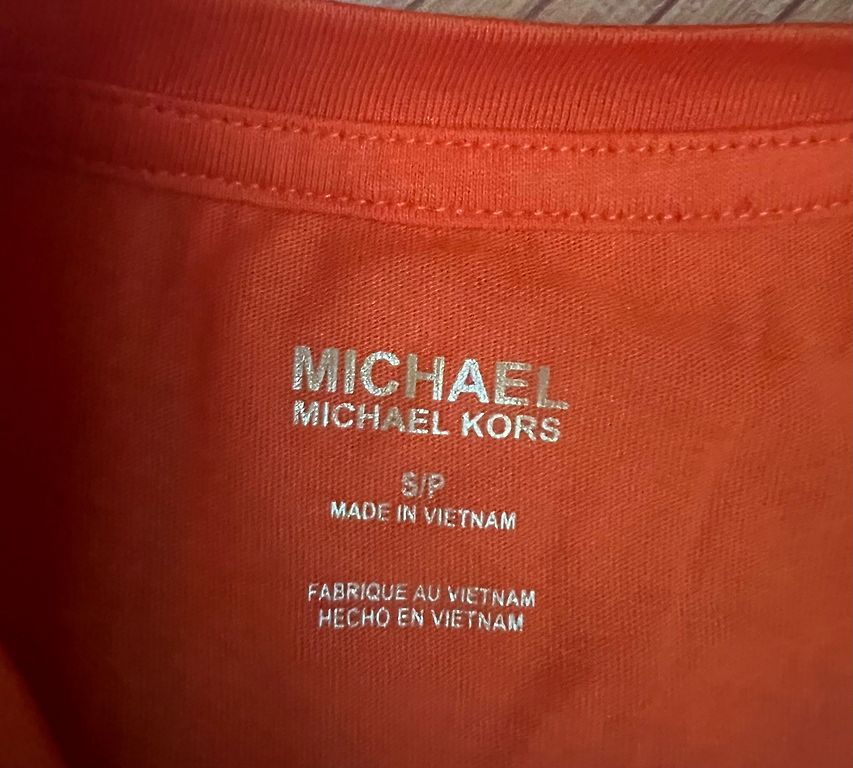 MICHAEL
MICHAEL KORS
S/P
MADE IN VIETNAM
FABRIQUE AU VIETNAM
HECHO EN VIETNAM